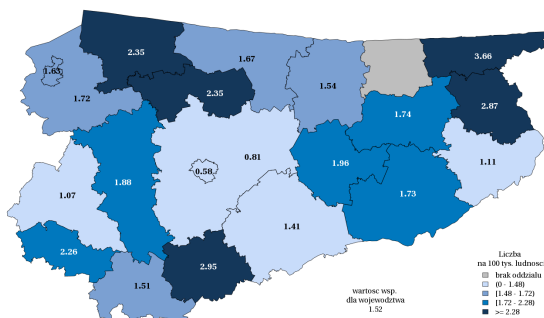 2.35
1.67
3.66
1.63
2.35
1.54
1.72
2.87
1.74
0.81
1.96
1.11
0.58
1.88
1.07
1.73
1.41
2.26
2.95
1.51
wartosc wsp.
dla wojewodztwa
1.52
Liczba
na 100 tys. ludnosci
brak oddzialu
(0 - 1.48)
[1.48 - 1.72)
[1.72 - 2.28)
>= 2.28